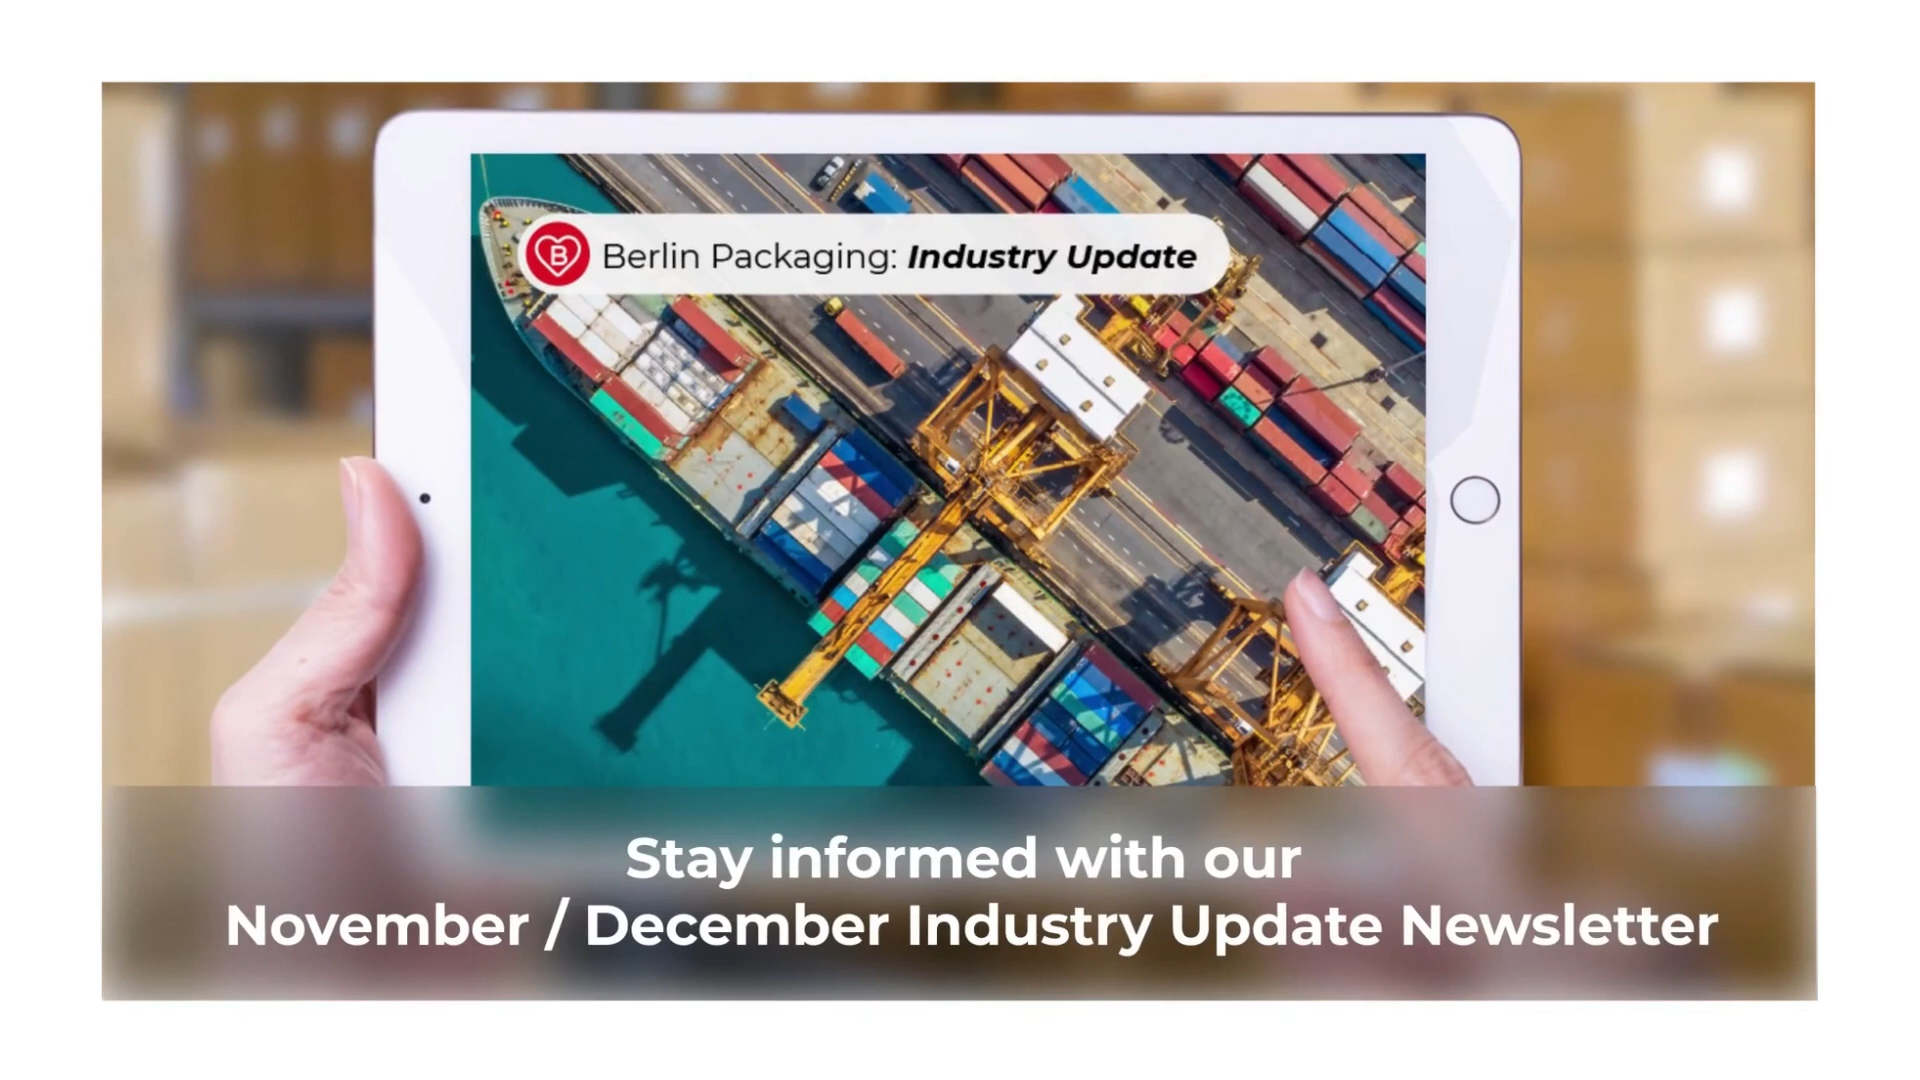 B Berlin Packaging: Industry Update
Stay informed with our
November / December Industry Update Newsletter